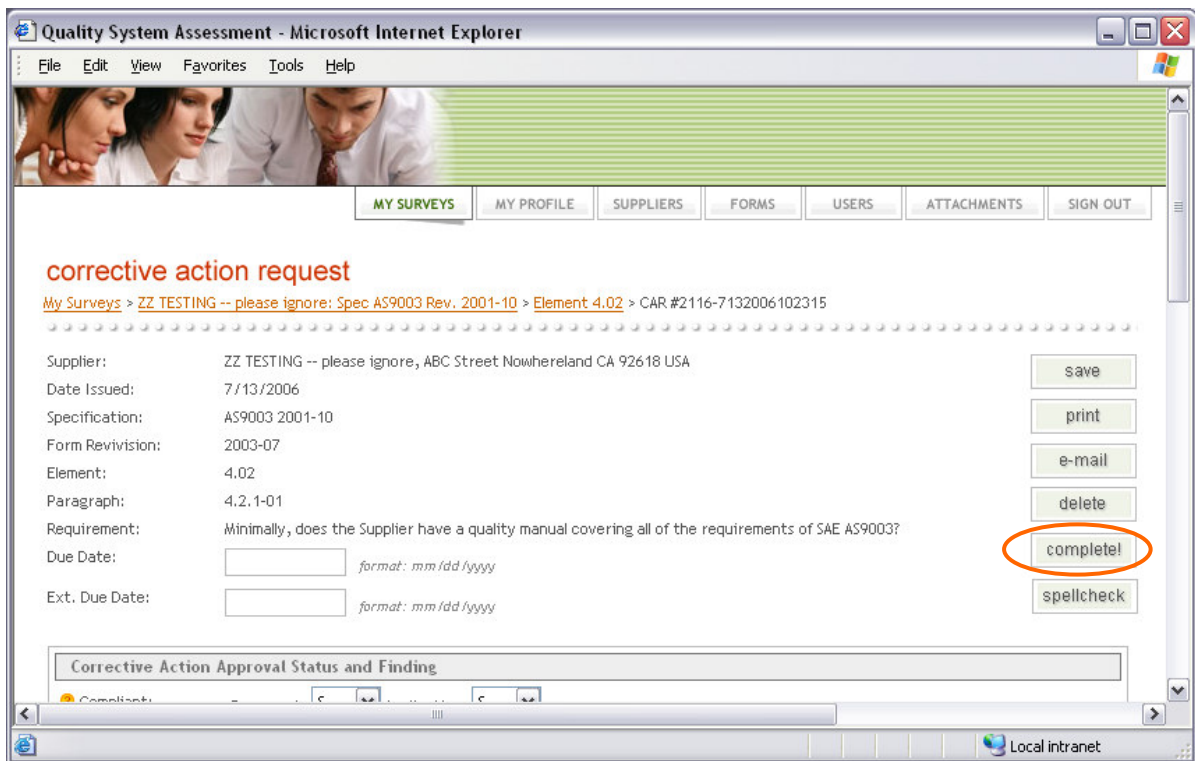 Quality System Assessment - Microsoft Internet Explorer
File Edit View Favorites Tools Help
MY SURVEYS MY PROFILE SUPPLIERS FORMS USERS ATTACHMENTS SIGN OUT
corrective action request
My Surveys > ZZ TESTING -- please ignore: Spec AS9003 Rev. 2001-10 > Element 4.02 > CAR #2116-7132006102315
Supplier: ZZ TESTING -- please ignore, ABC Street Nowhereland CA 92618 USA
save
Date Issued: 7/13/2006
Specification: AS9003 2001-10
print
Form Revivision: 2003-07
e-mail
Element: 4.02
Paragraph: 4.2.1-01
delete
Requirement: Minimally, does the Supplier have a quality manual covering all of the requirements of SAE AS9003?
complete!
Due Date: format: mm/dd/yyyy
Ext. Due Date: format: mm/dd/yyyy
spellcheck
Corrective Action Approval Status and Finding
Compliant:
Local intranet